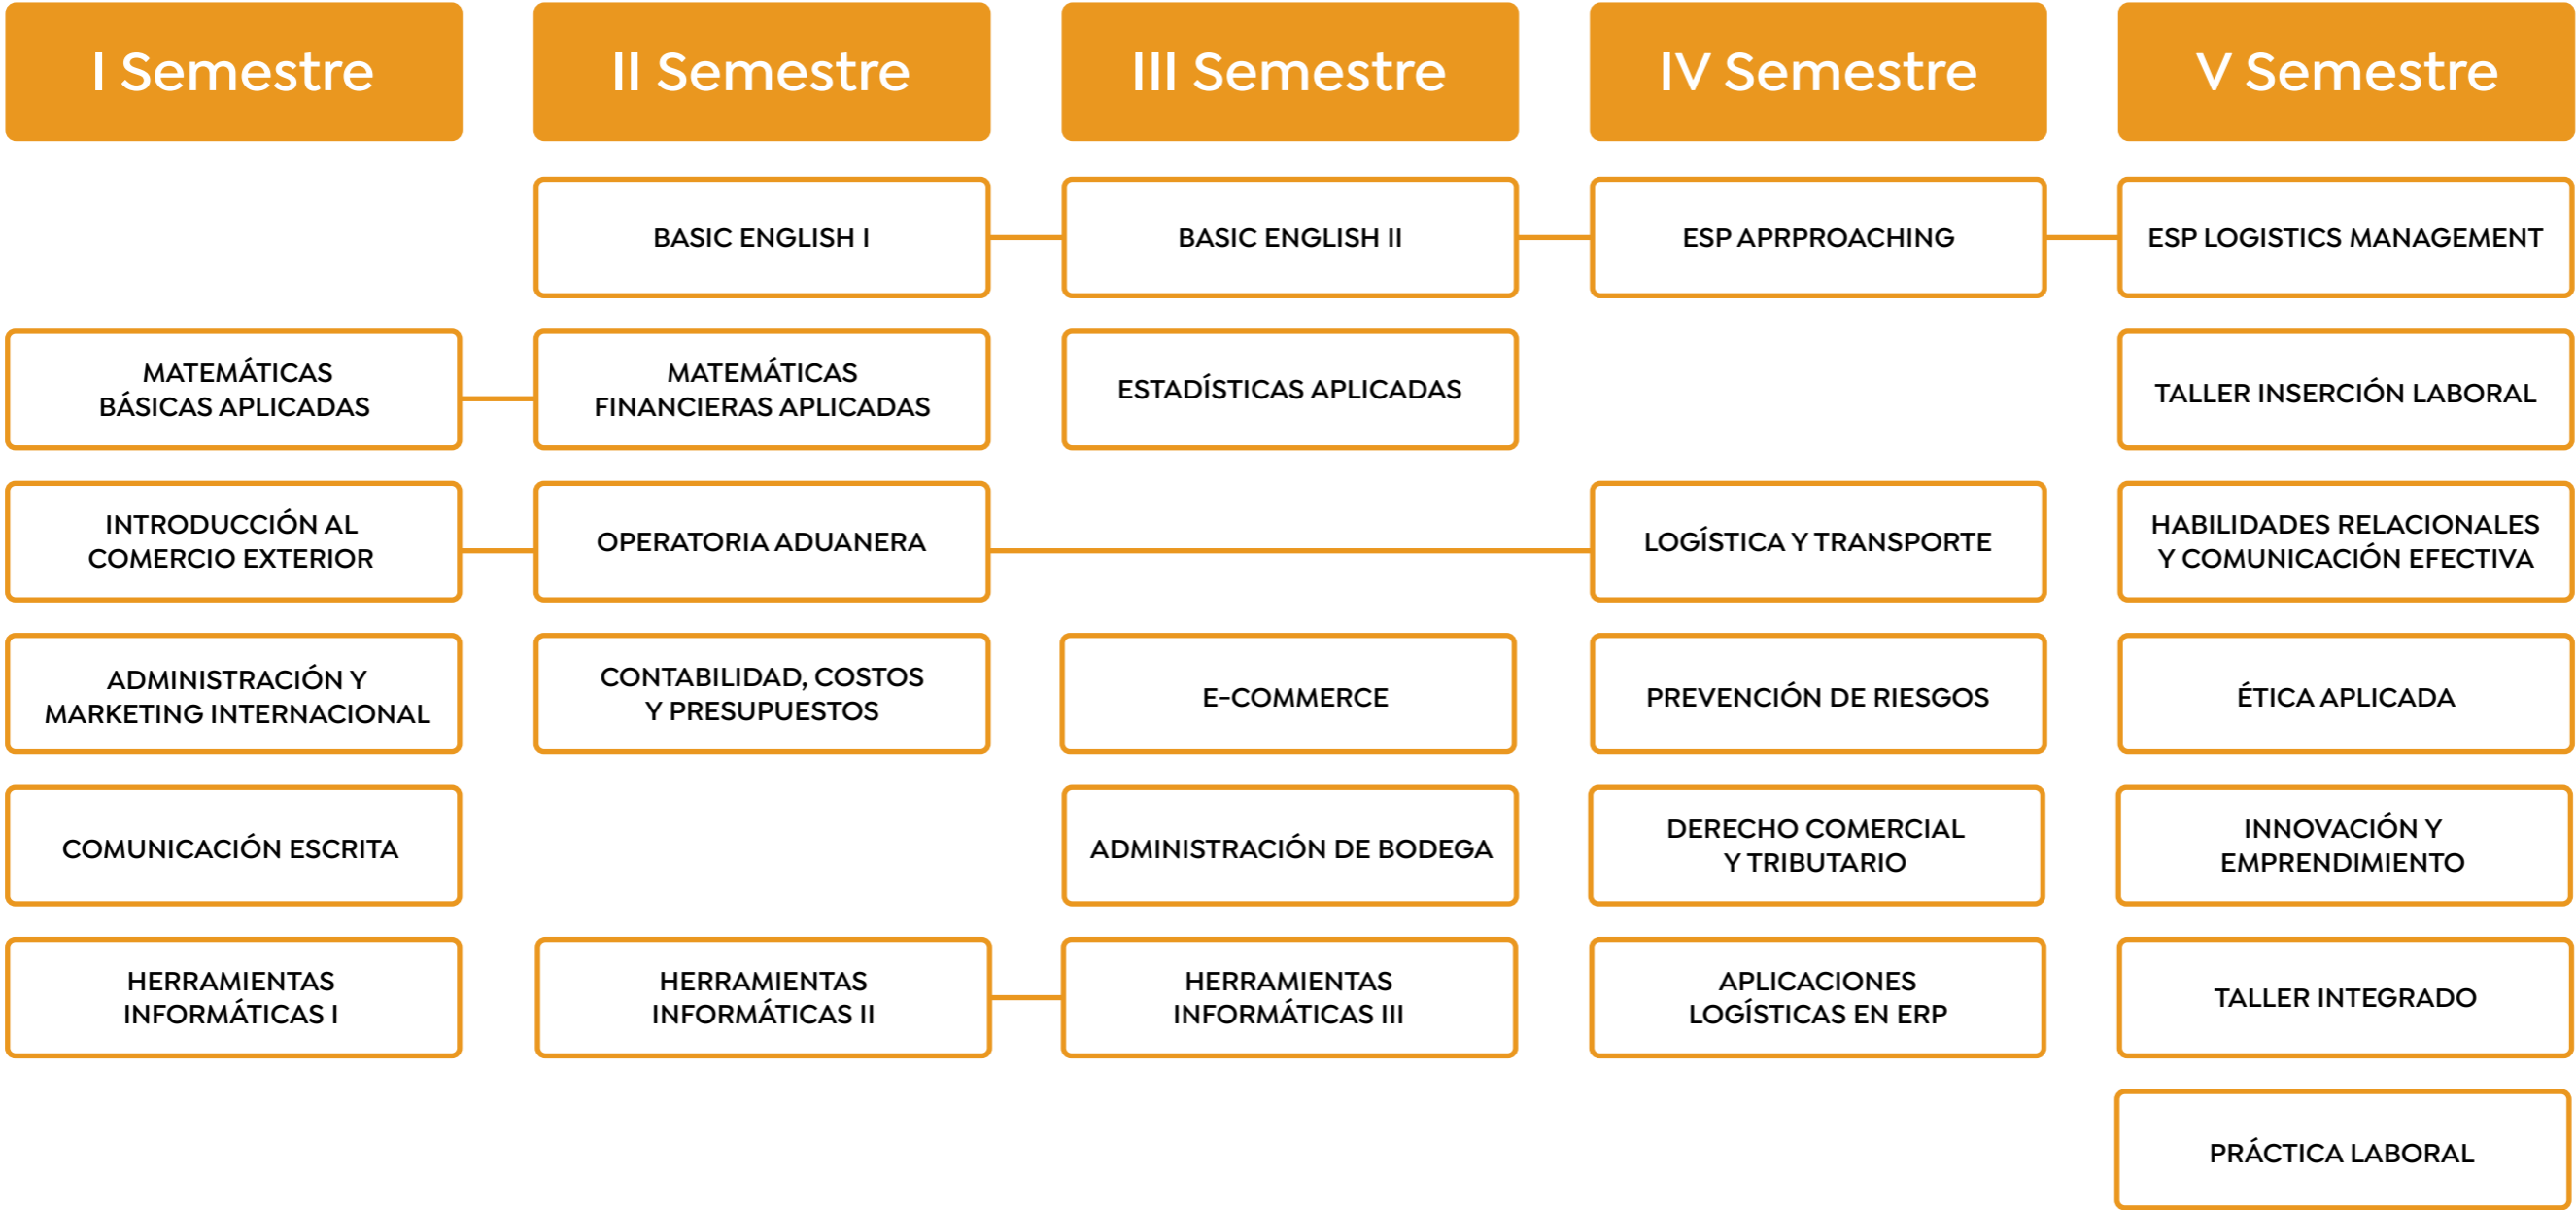 I Semestre
II Semestre
III Semestre
IV Semestre
V Semestre
BASIC ENGLISH I
BASIC ENGLISH II
ESP APRPROACHING
ESP LOGISTICS MANAGEMENT
MATEMÁTICAS
BÁSICAS APLICADAS
MATEMÁTICAS
FINANCIERAS APLICADAS
ESTADÍSTICAS APLICADAS
TALLER INSERCIÓN LABORAL
INTRODUCCIÓN AL
COMERCIO EXTERIOR
OPERATORIA ADUANERA
LOGÍSTICA Y TRANSPORTE
HABILIDADES RELACIONALES
Y COMUNICACIÓN EFECTIVA
ADMINISTRACIÓN Y
MARKETING INTERNACIONAL
CONTABILIDAD, COSTOS
Y PRESUPUESTOS
E-COMMERCE
PREVENCIÓN DE RIESGOS
ÉTICA APLICADA
COMUNICACIÓN ESCRITA
ADMINISTRACIÓN DE BODEGA
DERECHO COMERCIAL
Y TRIBUTARIO
INNOVACIÓN Y
EMPRENDIMIENTO
HERRAMIENTAS
INFORMÁTICAS I
HERRAMIENTAS
INFORMÁTICAS II
HERRAMIENTAS
INFORMÁTICAS III
APLICACIONES
LOGÍSTICAS EN ERP
TALLER INTEGRADO
PRÁCTICA LABORAL